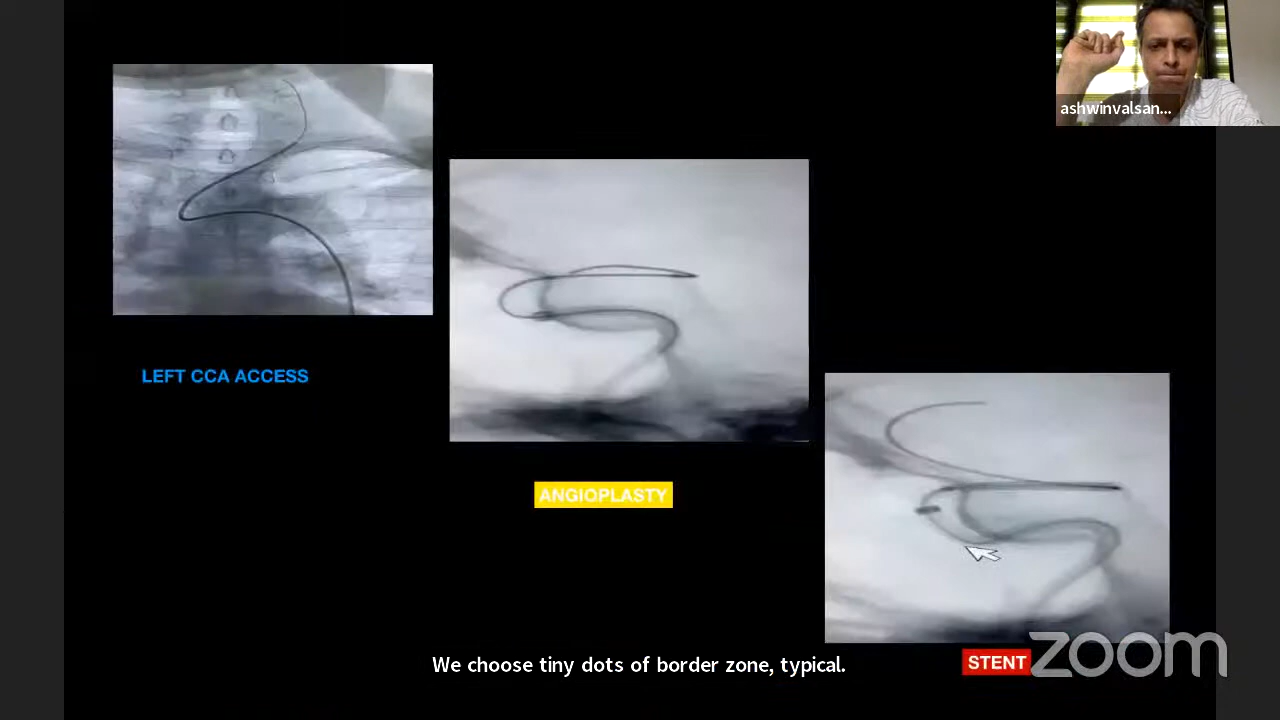 ashwinvalsan...
LEFT CCA ACCESS
ANGIOPLASTY
STENT
zoom
We choose tiny dots of border zone, typical.